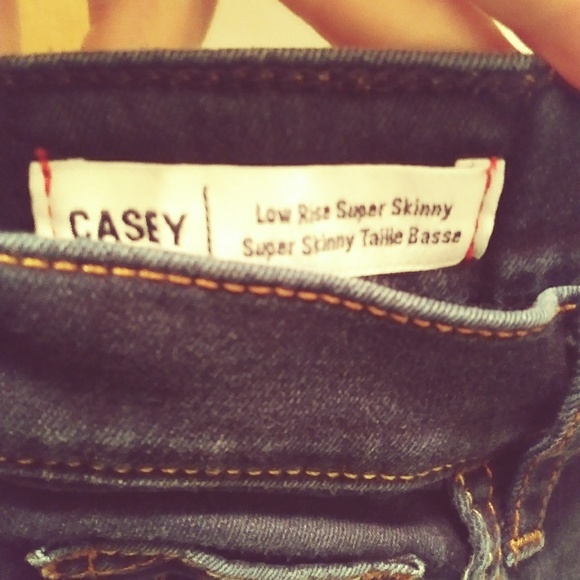 CASEY
Low Rise Super Skinny
Super Skinny Taille Basse